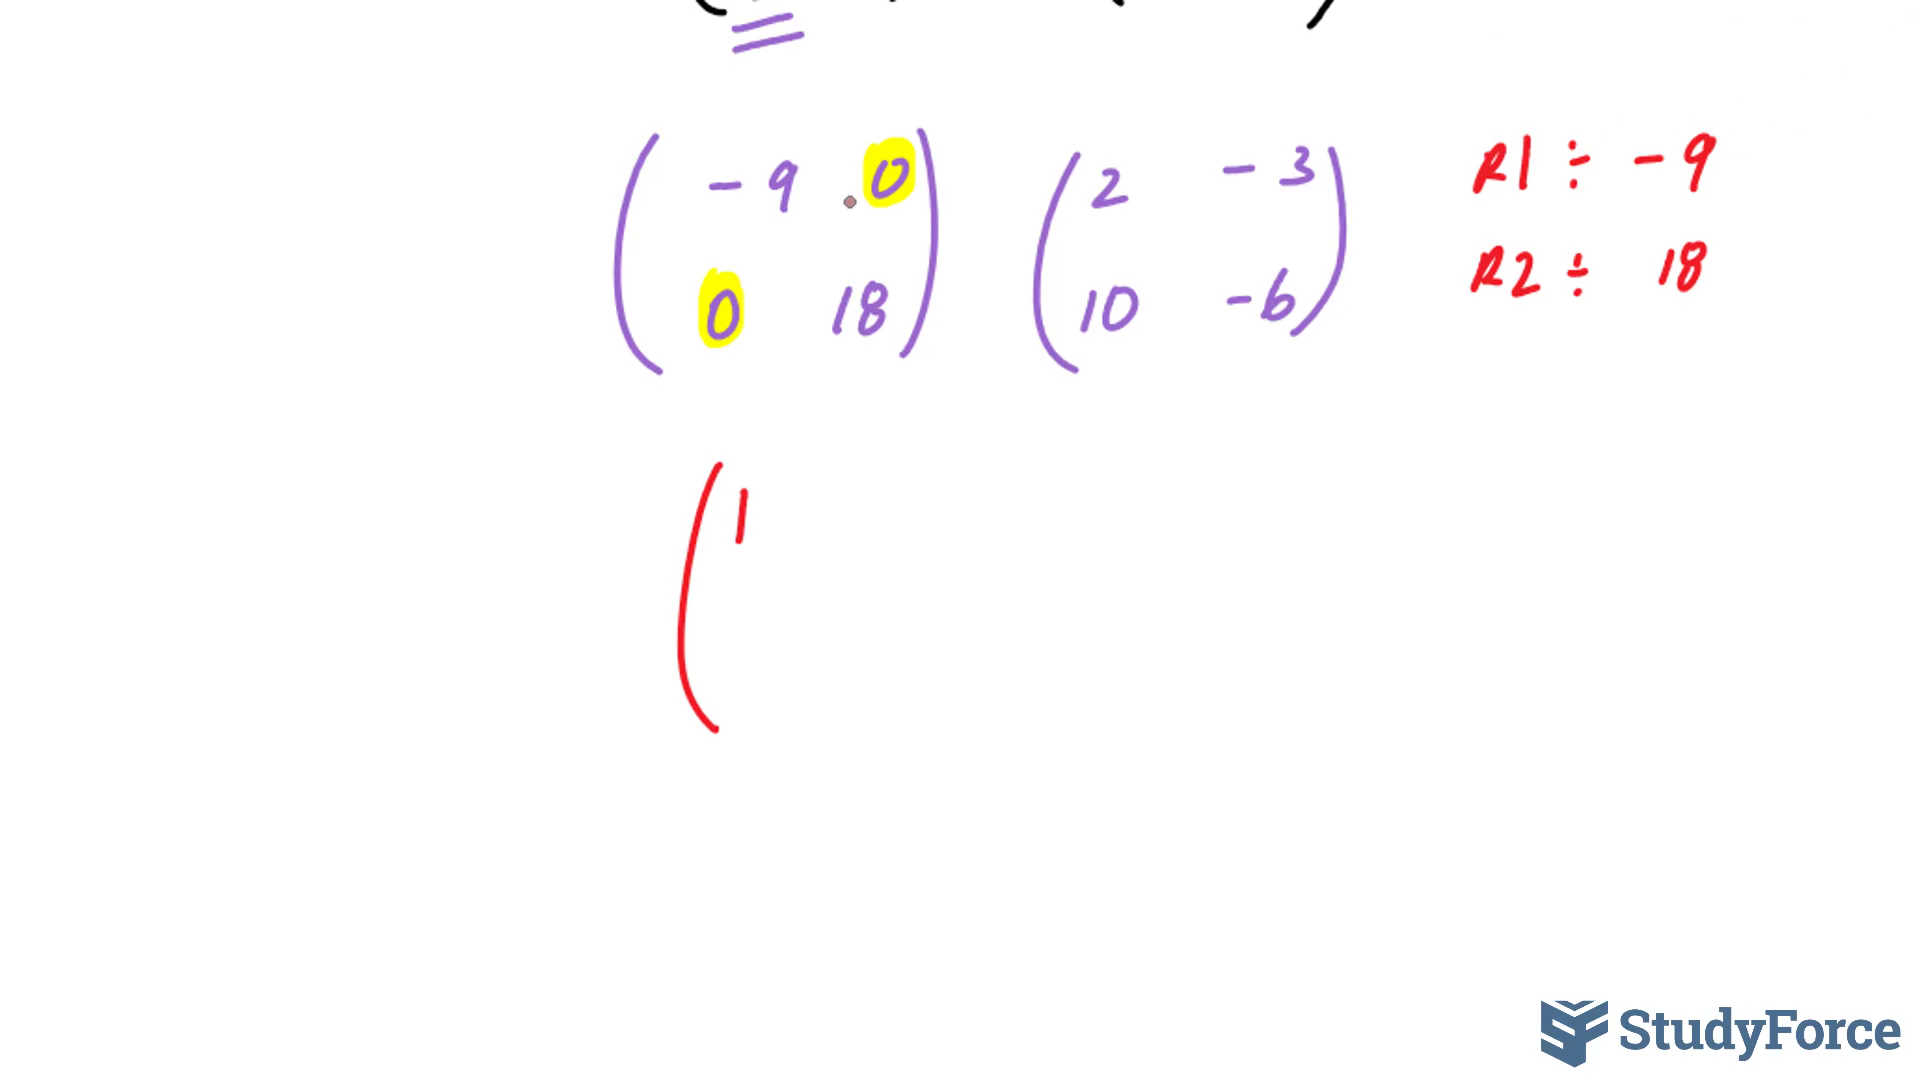 ( -9 0 ) ( 2 -3 ) R1 ÷ -9
( 0 18 ) ( 10 -6 ) R2 ÷ 18
( 1
StudyForce